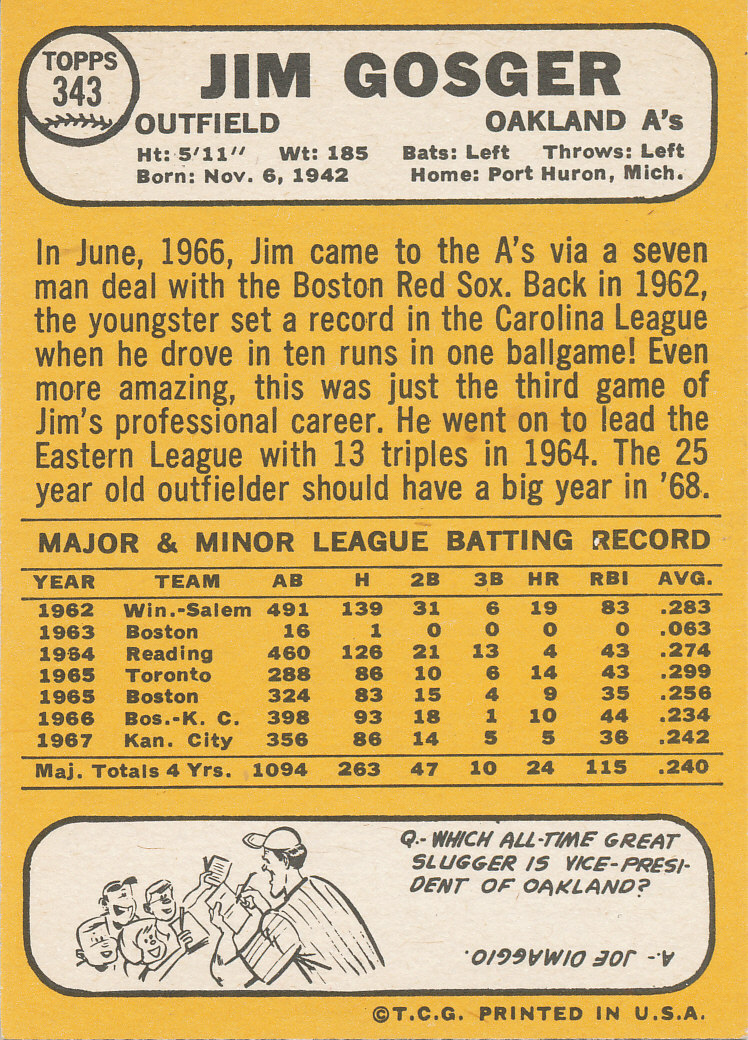 TOPPS
343
JIM GOSGER
OUTFIELD OAKLAND A's
Ht: 5'11" Wt: 185 Bats: Left Throws: Left
Born: Nov. 6, 1942 Home: Port Huron, Mich.
In June, 1966, Jim came to the A's via a seven
man deal with the Boston Red Sox. Back in 1962,
the youngster set a record in the Carolina League
when he drove in ten runs in one ballgame! Even
more amazing, this was just the third game of
Jim's professional career. He went on to lead the
Eastern League with 13 triples in 1964. The 25
year old outfielder should have a big year in '68.
MAJOR & MINOR LEAGUE BATTING RECORD
YEAR TEAM AB H 2B 3B HR RBI AVG.
1962 Win.-Salem 491 139 31 6 19 83 .283
1963 Boston 16 1 0 0 0 0 .063
1964 Reading 460 126 21 13 4 43 .274
1965 Toronto 288 86 10 6 14 43 .299
1965 Boston 324 83 15 4 9 35 .256
1966 Bos.-K. C. 398 93 18 1 10 44 .234
1967 Kan. City 356 86 14 5 5 36 .242
Maj. Totals 4 Yrs. 1094 263 47 10 24 115 .240
Q.- WHICH ALL-TIME GREAT
SLUGGER IS VICE-PRESI-
DENT OF OAKLAND?
A.- JOE DIMAGGIO.
©T.C.G. PRINTED IN U.S.A.